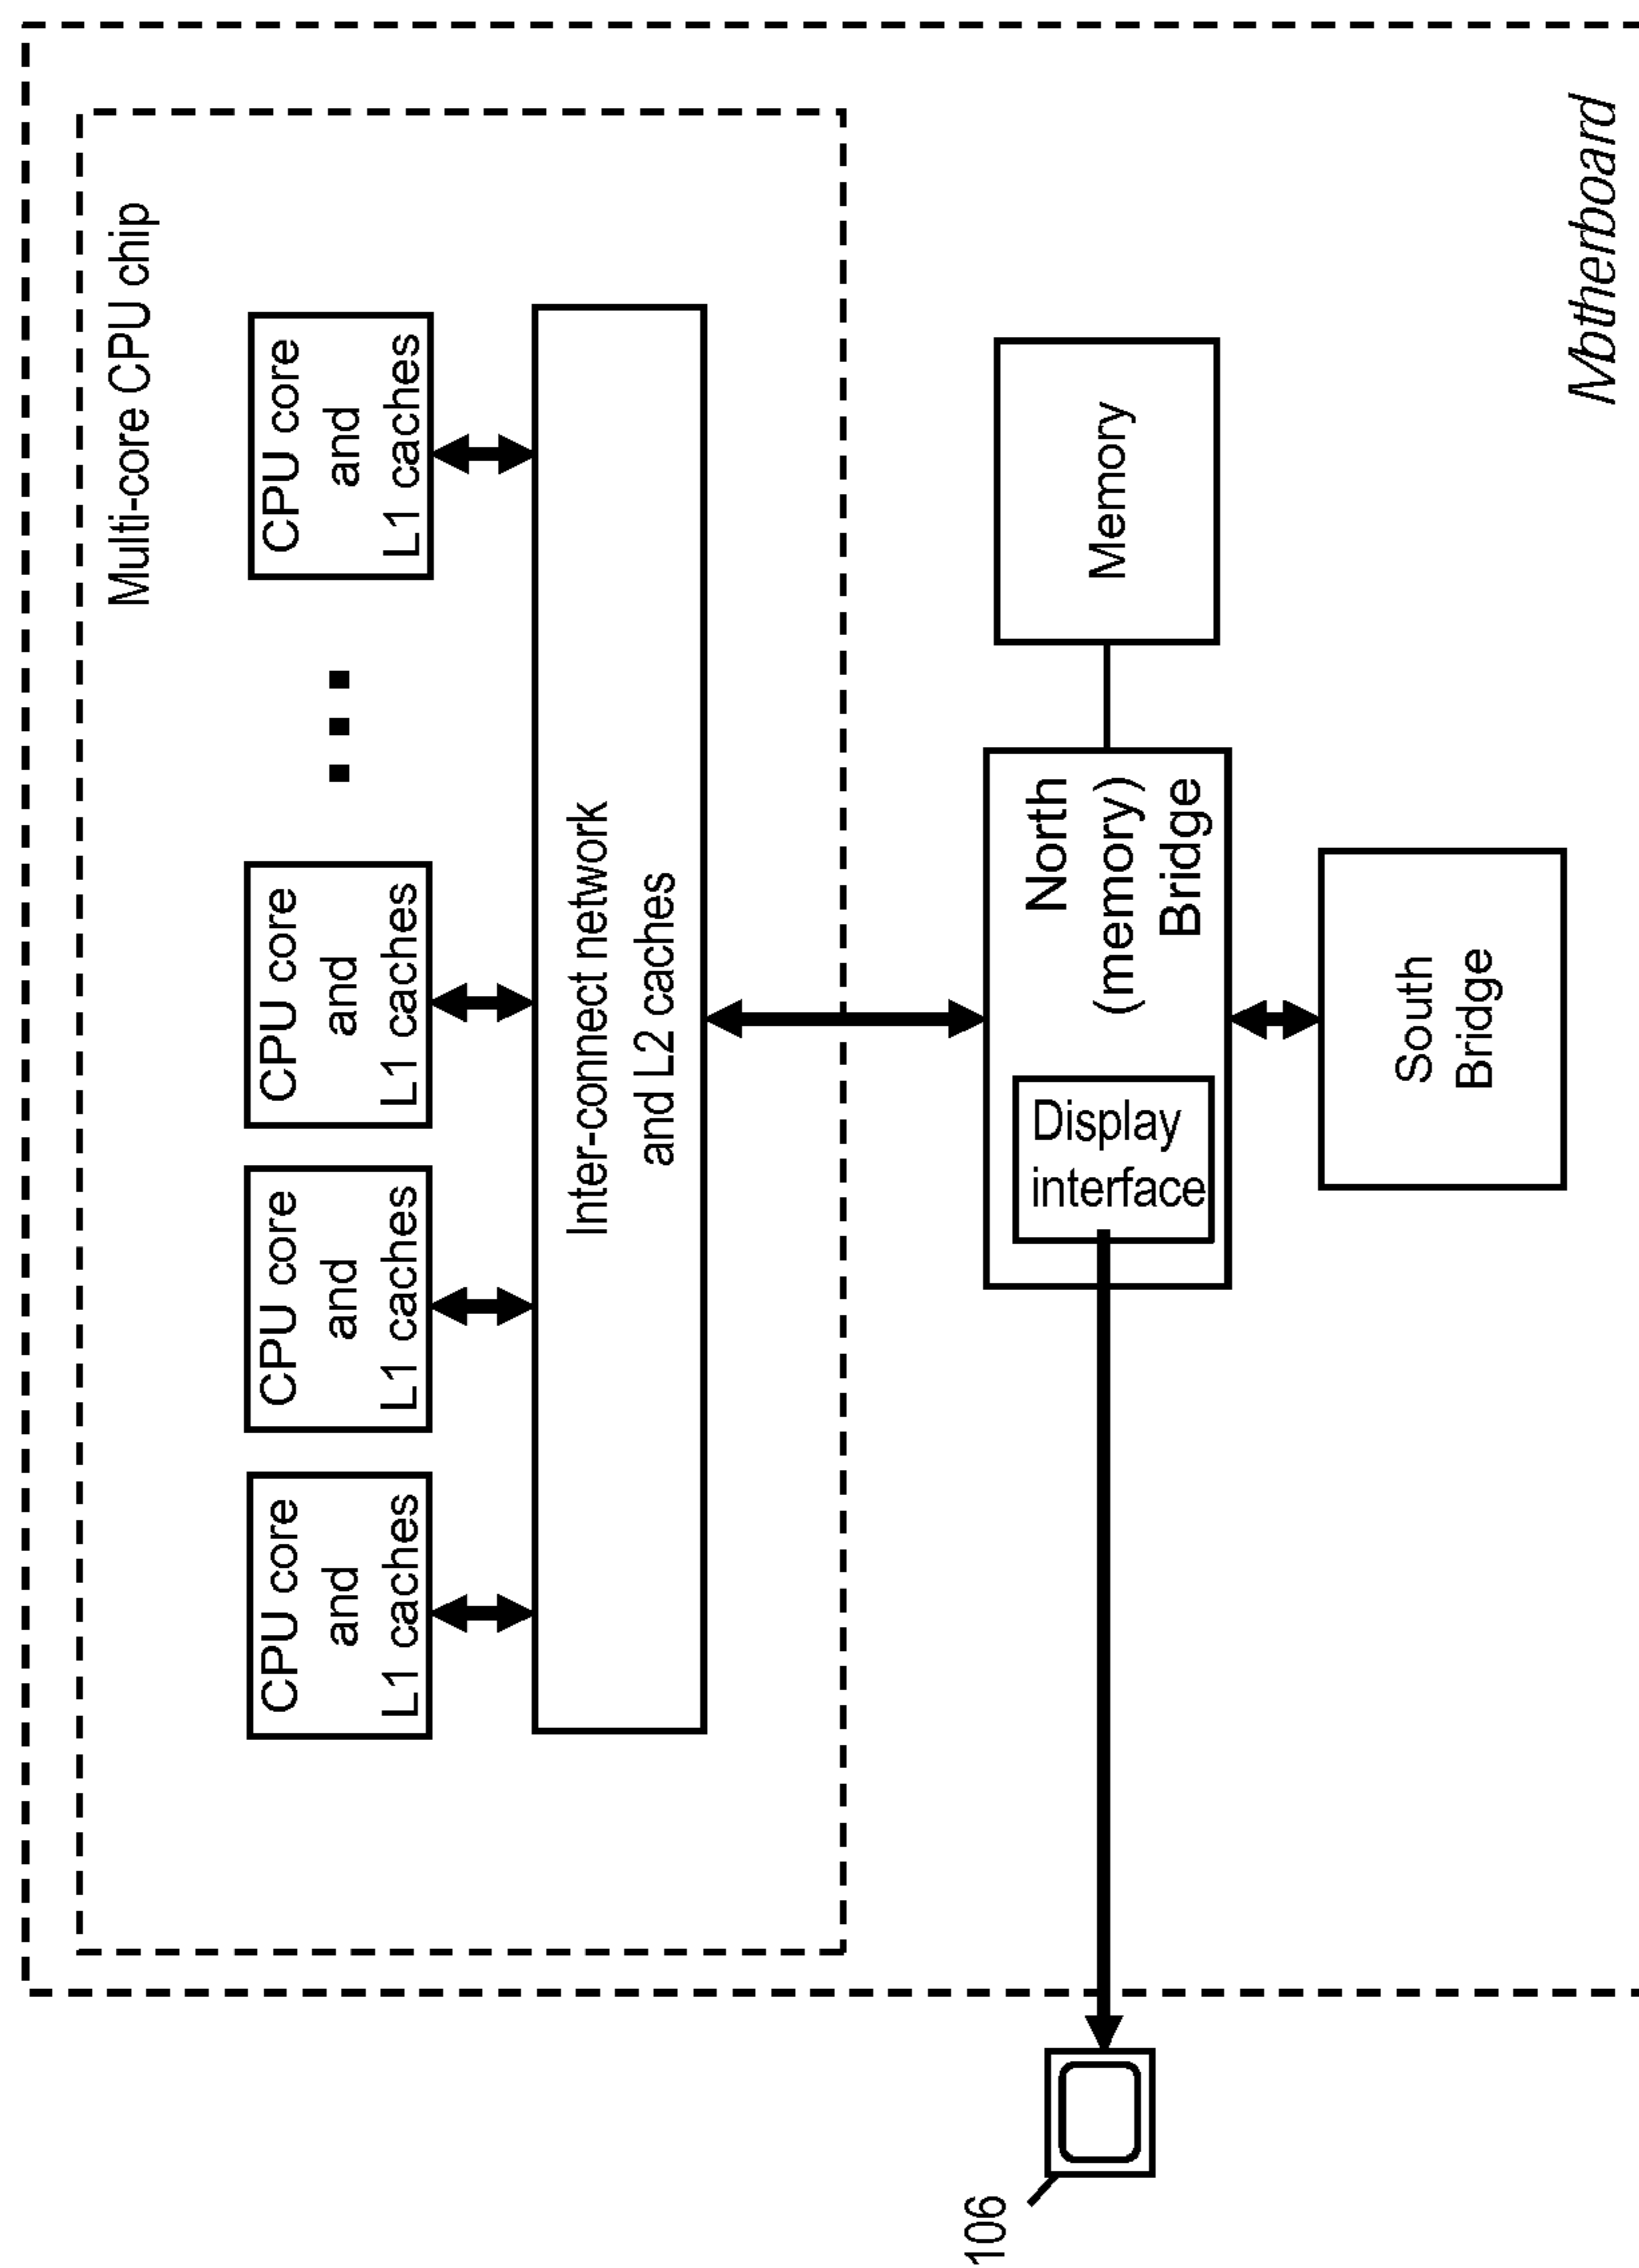 Multi-core CPU chip
CPU core
and
L1 caches
CPU core
and
L1 caches
CPU core
and
L1 caches
CPU core
and
L1 caches
Inter-connect network
and L2 caches
106
Display
interface
North
(memory)
Bridge
Memory
South
Bridge
Motherboard